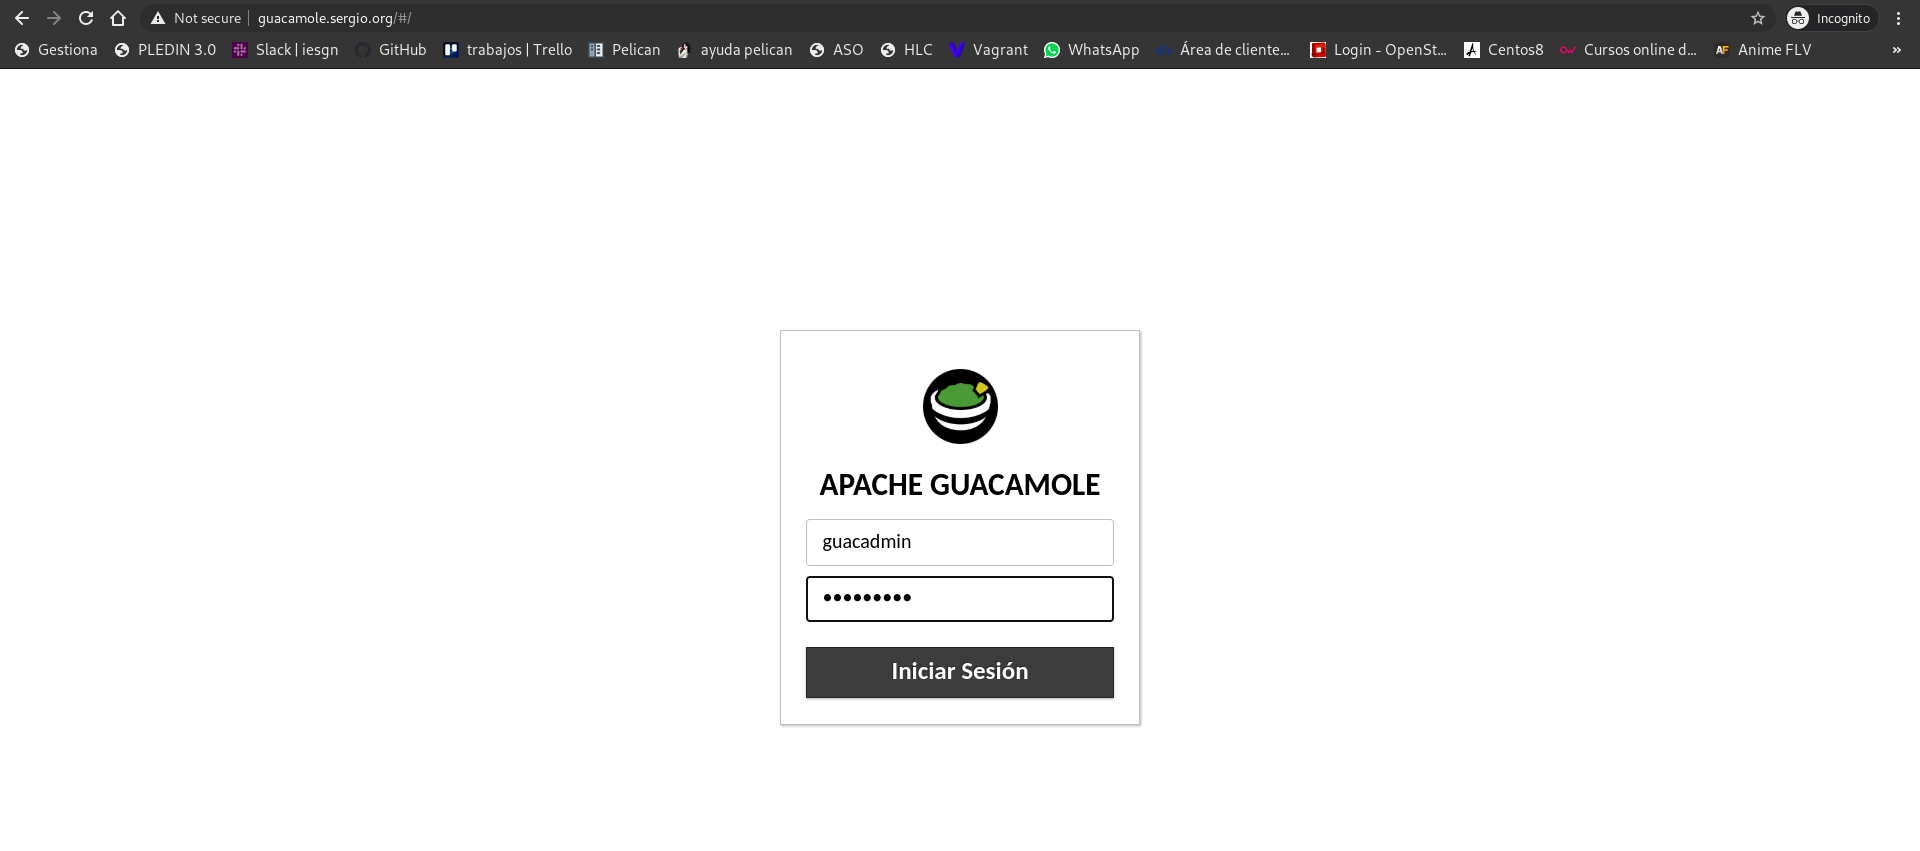 Not secure guacamole.sergio.org/#/ Incognito
Gestiona PLEDIN 3.0 Slack | iesgn GitHub trabajos | Trello Pelican ayuda pelican ASO HLC Vagrant WhatsApp Área de cliente... Login - OpenSt... Centos8 Cursos online d... Anime FLV »
APACHE GUACAMOLE
guacadmin
•••••••••
Iniciar Sesión